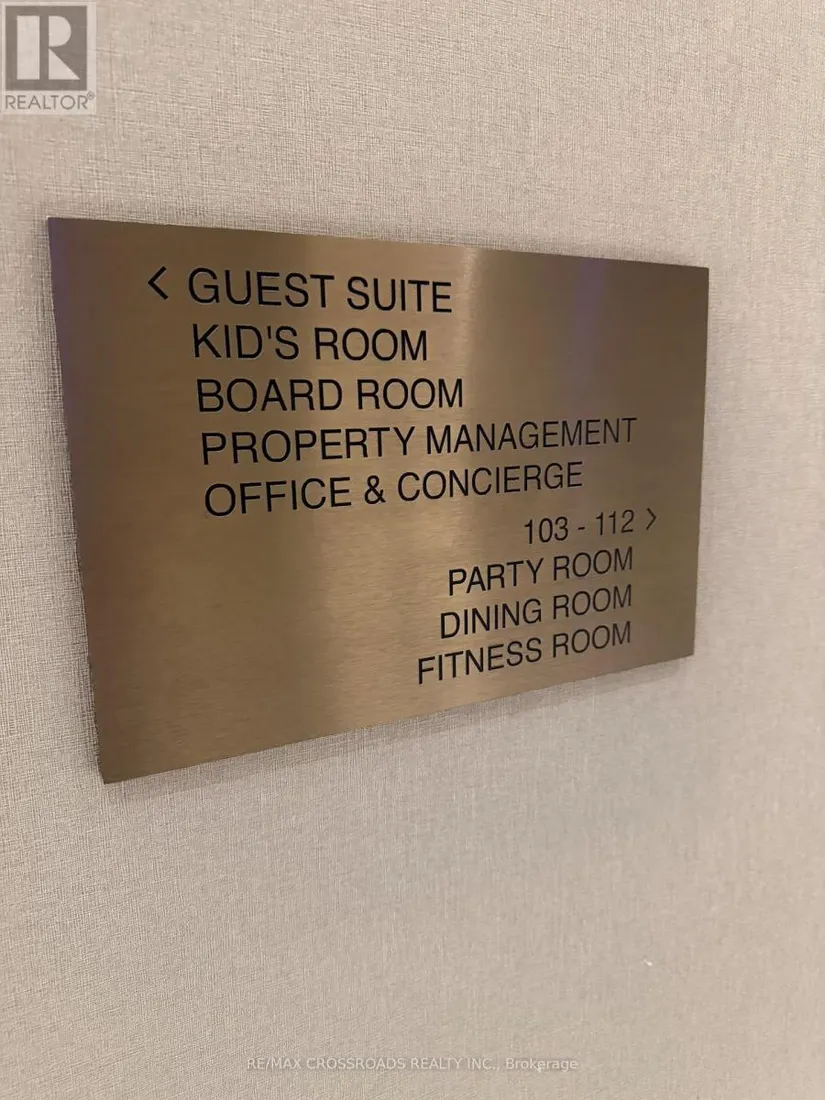 R
REALTOR®
< GUEST SUITE
KID'S ROOM
BOARD ROOM
PROPERTY MANAGEMENT
OFFICE & CONCIERGE
103 - 112 >
PARTY ROOM
DINING ROOM
FITNESS ROOM
RE/MAX CROSSROADS REALTY INC., Brokerage